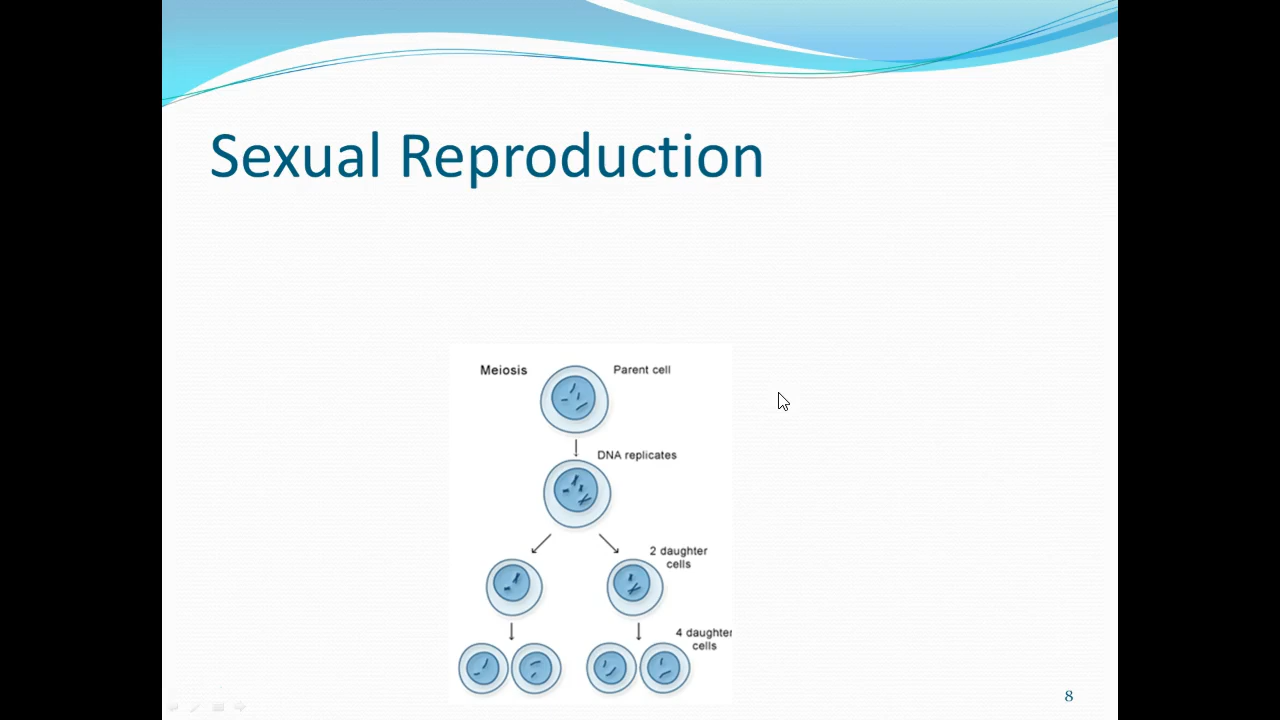 Sexual Reproduction
Meiosis
Parent cell
DNA replicates
2 daughter
cells
4 daughter
cells
8